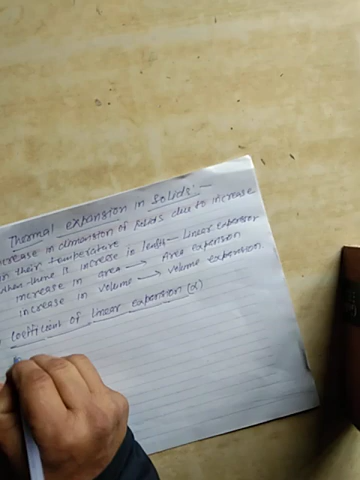 Thermal expansion in Solids:-
increase in dimension of solids due to increase
in their temperature
when there is increase in length — Linear Expansion
increase in area → Area expansion
increase in volume → Volume expansion.
Coefficient of linear expansion (α)